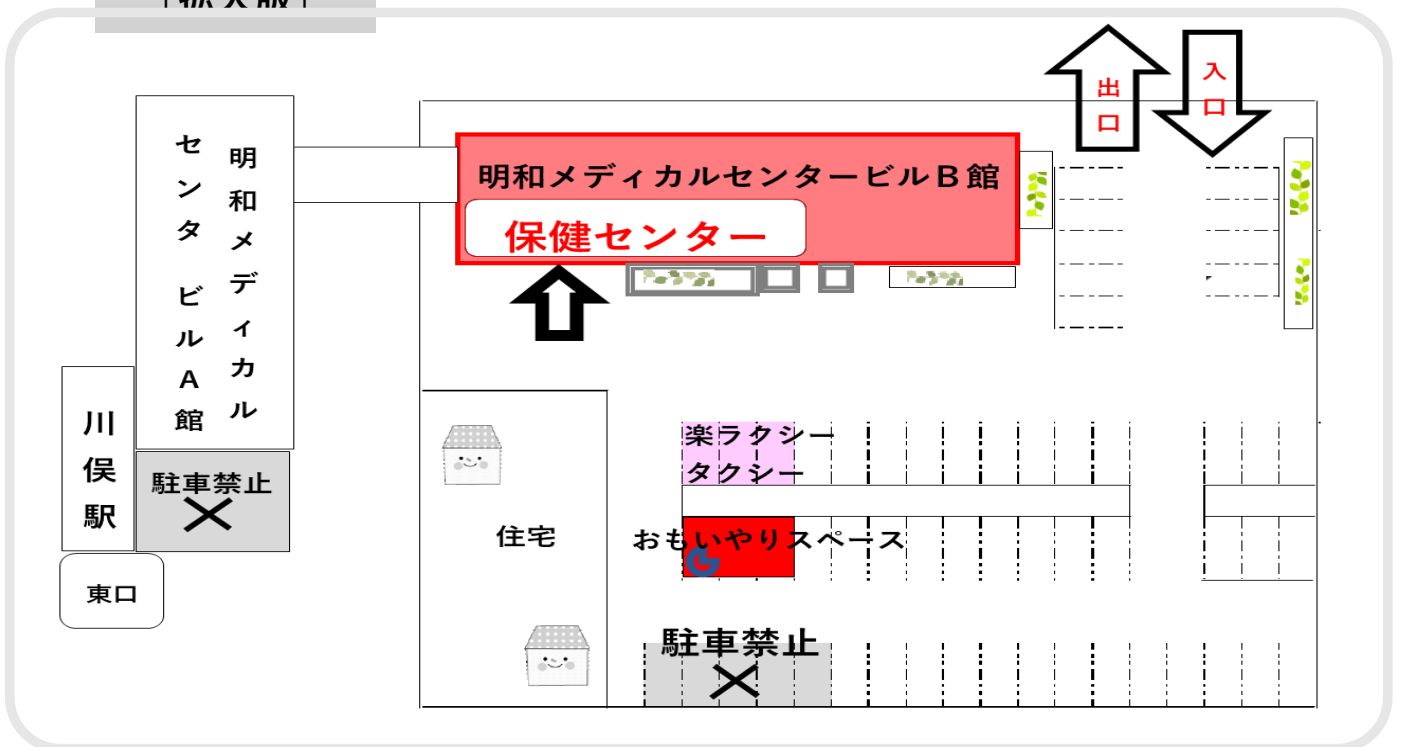 拡大版
出口
入口
明和メディカル
センタ ビルA館
明和メディカルセンタービルB館
保健センター
川俣駅
駐車禁止
東口
楽ラクシー
タクシー
住宅
おもいやりスペース
駐車禁止